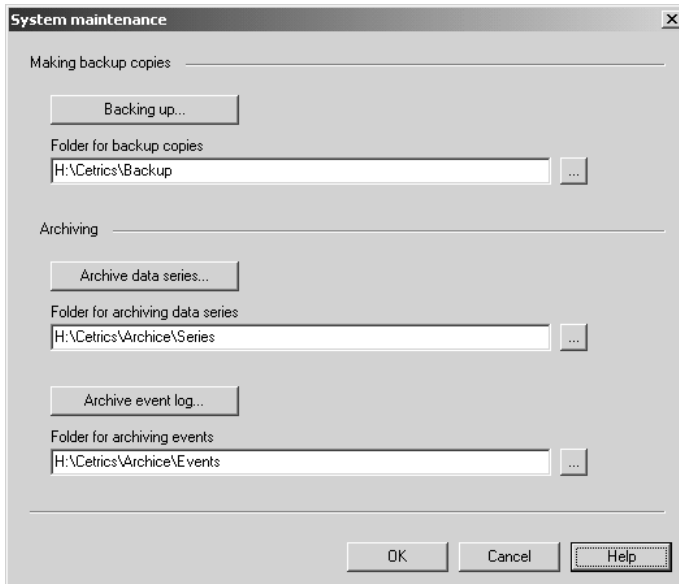 System maintenance
Making backup copies
Backing up...
Folder for backup copies
H:\Cetrics\Backup
...
Archiving
Archive data series...
Folder for archiving data series
H:\Cetrics\Archice\Series
...
Archive event log...
Folder for archiving events
H:\Cetrics\Archice\Events
...
OK Cancel Help